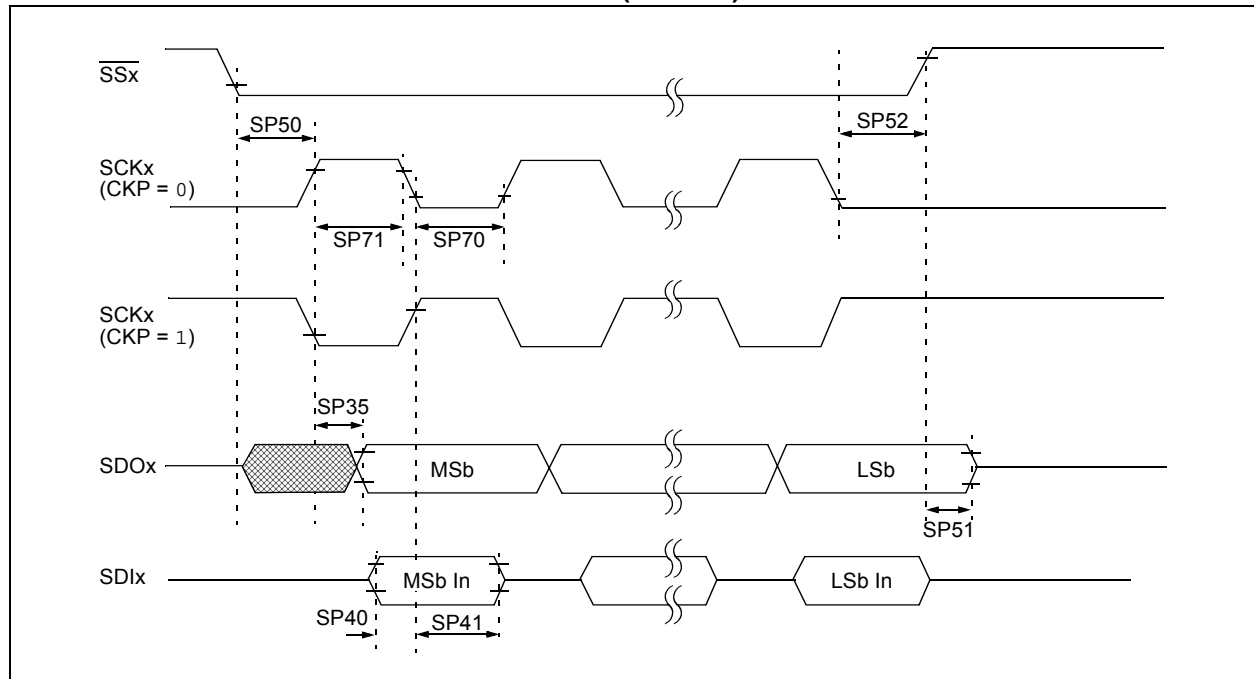 SSx
SP50
SP52
SCKx
(CKP = 0)
SP71
SP70
SCKx
(CKP = 1)
SP35
SDOx
MSb
LSb
SP51
SDIx
MSb In
LSb In
SP40
SP41